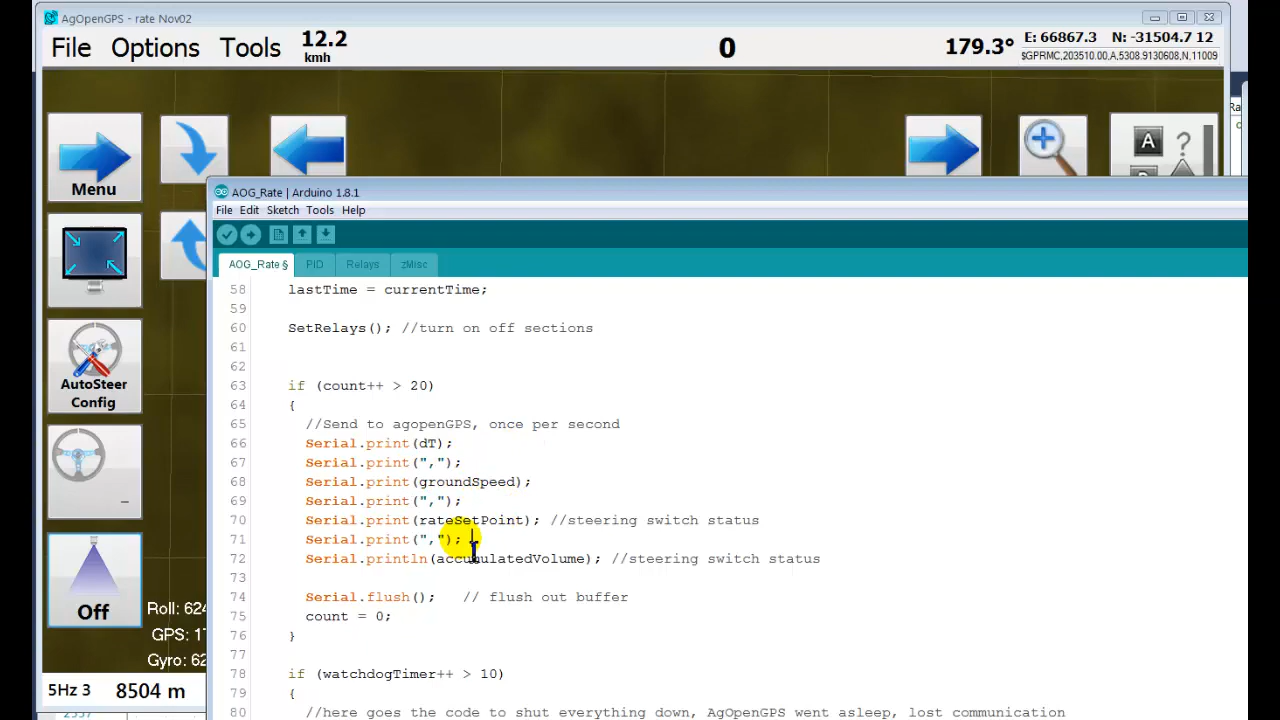 AgOpenGPS - rate Nov02
File Options Tools 12.2 kmh 0 179.3° E: 66867.3 N: -31504.7 12
$GPRMC,203510.00,A,5308.9130608,N,11009
Menu
A ?
AutoSteer
Config
Off
Roll: 624
GPS: 17
Gyro: 62
5Hz 3 8504 m
AOG_Rate | Arduino 1.8.1
File Edit Sketch Tools Help
AOG_Rate § PID Relays zMisc
58 lastTime = currentTime;
59
60 SetRelays(); //turn on off sections
61
62
63 if (count++ > 20)
64 {
65 //Send to agopenGPS, once per second
66 Serial.print(dT);
67 Serial.print(",");
68 Serial.print(groundSpeed);
69 Serial.print(",");
70 Serial.print(rateSetPoint); //steering switch status
71 Serial.print(",");
72 Serial.println(accumulatedVolume); //steering switch status
73
74 Serial.flush(); // flush out buffer
75 count = 0;
76 }
77
78 if (watchdogTimer++ > 10)
79 {
80 //here goes the code to shut everything down, AgOpenGPS went asleep, lost communication